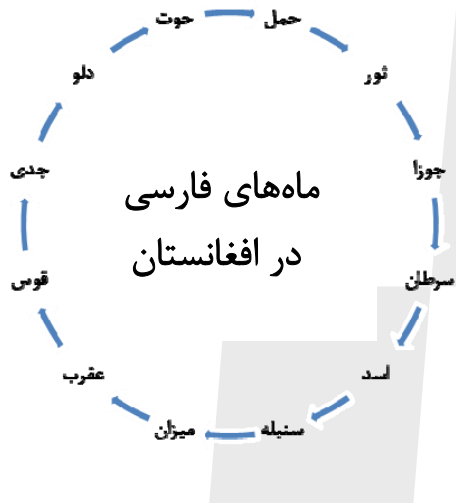 ماه‌های فارسی
در افغانستان
حمل
ثور
جوزا
سرطان
اسد
سنبله
میزان
عقرب
قوس
جدی
دلو
حوت